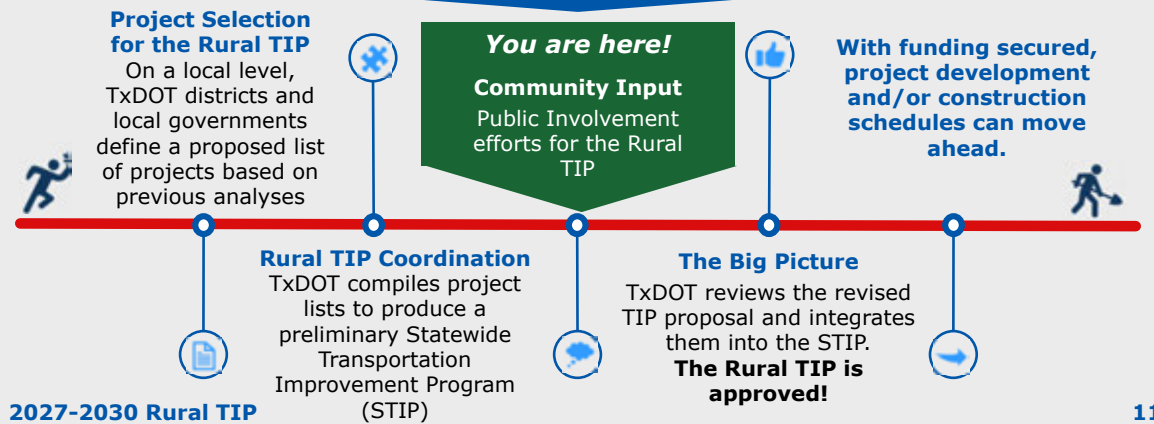 Project Selection
for the Rural TIP
On a local level,
TxDOT districts and
local governments
define a proposed list
of projects based on
previous analyses
Rural TIP Coordination
TxDOT compiles project
lists to produce a
preliminary Statewide
Transportation
Improvement Program
(STIP)
You are here!
Community Input
Public Involvement
efforts for the Rural
TIP
The Big Picture
TxDOT reviews the revised
TIP proposal and integrates
them into the STIP.
The Rural TIP is
approved!
With funding secured,
project development
and/or construction
schedules can move
ahead.
2027-2030 Rural TIP
11